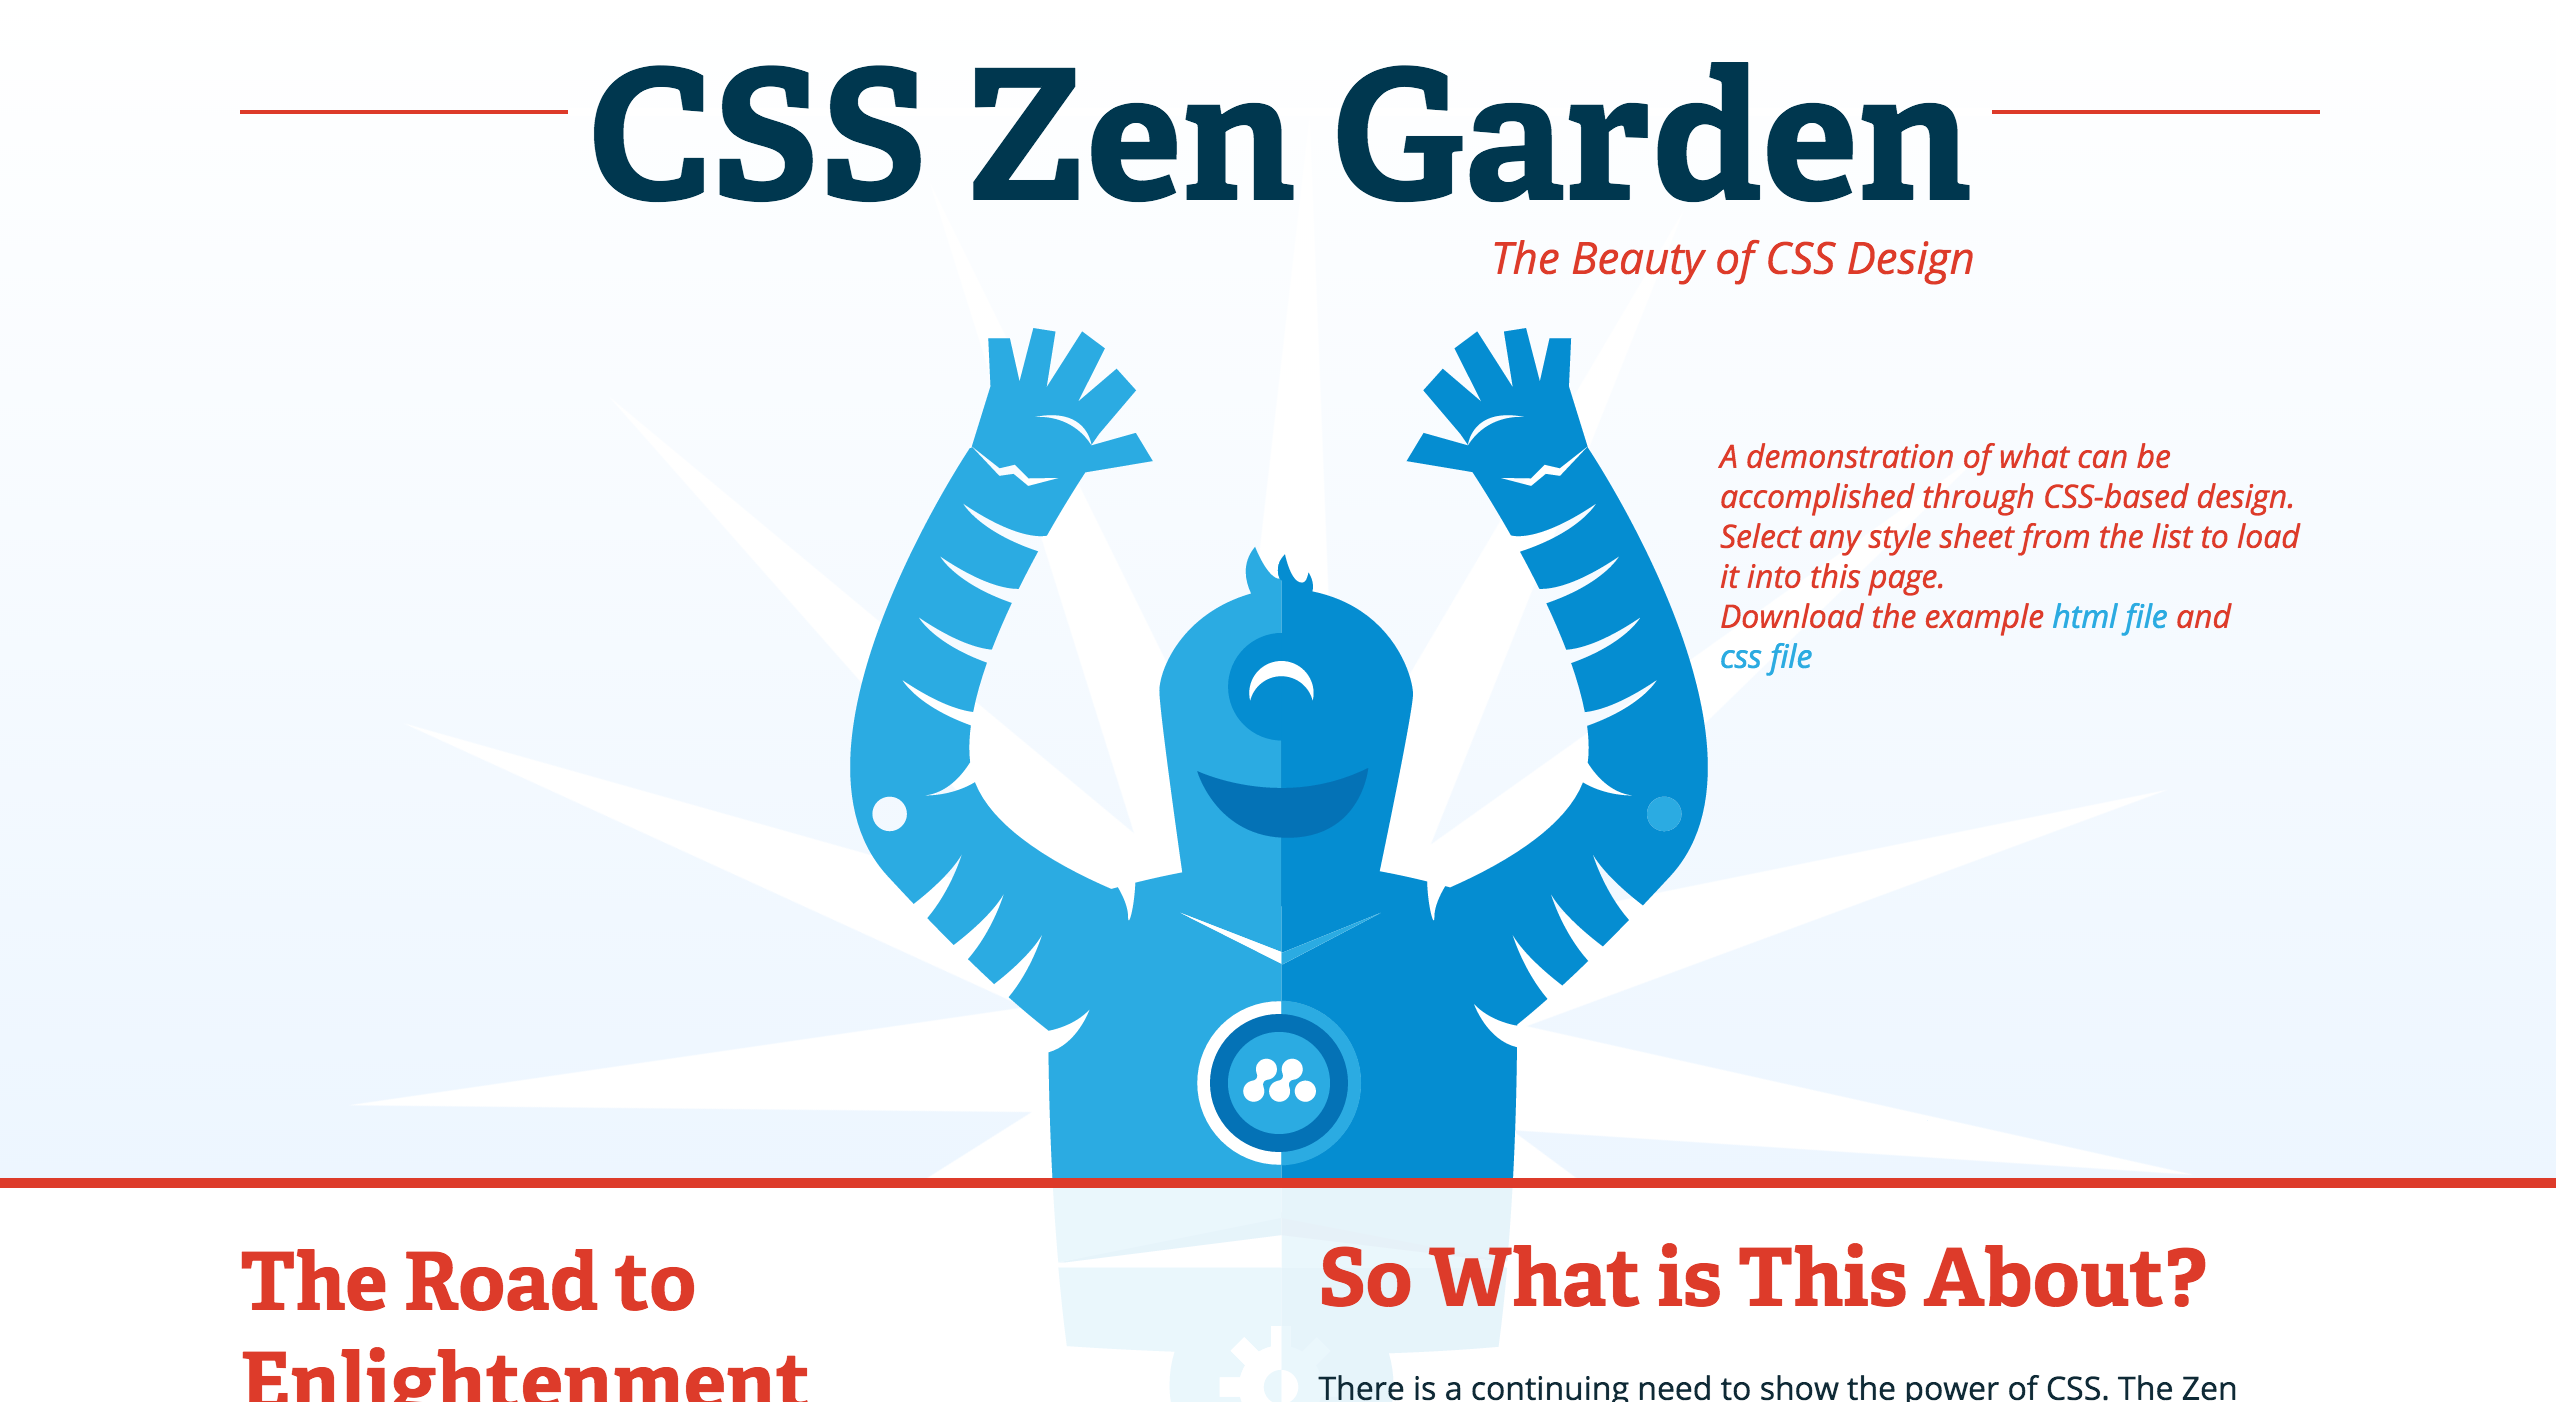 CSS Zen Garden
The Beauty of CSS Design
A demonstration of what can be
accomplished through CSS-based design.
Select any style sheet from the list to load
it into this page.
Download the example html file and
css file
The Road to
Enlightenment
So What is This About?
There is a continuing need to show the power of CSS. The Zen